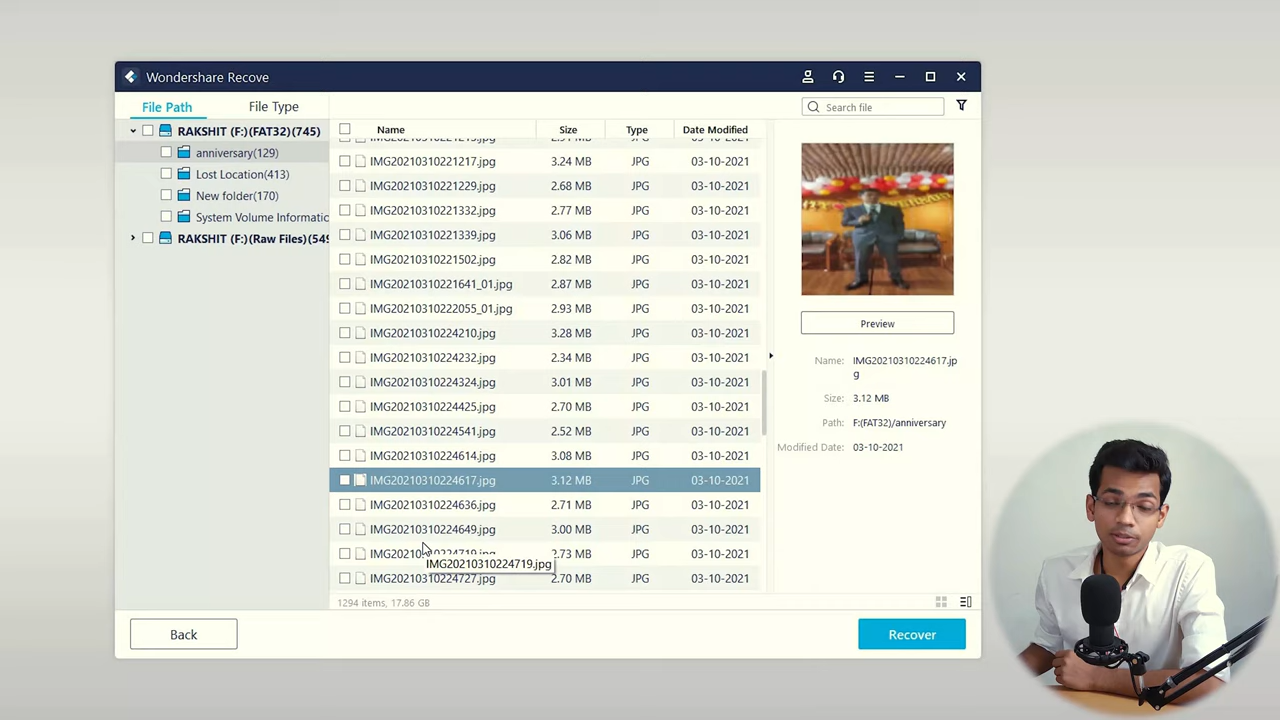 Wondershare Recove
File Path
File Type
Search file
RAKSHIT (F:)(FAT32)(745)
anniversary(129)
Lost Location(413)
New folder(170)
System Volume Informatic
RAKSHIT (F:)(Raw Files)(549
Name Size Type Date Modified
IMG20210310221217.jpg 3.24 MB JPG 03-10-2021
IMG20210310221229.jpg 2.68 MB JPG 03-10-2021
IMG20210310221332.jpg 2.77 MB JPG 03-10-2021
IMG20210310221339.jpg 3.06 MB JPG 03-10-2021
IMG20210310221502.jpg 2.82 MB JPG 03-10-2021
IMG20210310221641_01.jpg 2.87 MB JPG 03-10-2021
IMG20210310222055_01.jpg 2.93 MB JPG 03-10-2021
IMG20210310224210.jpg 3.28 MB JPG 03-10-2021
IMG20210310224232.jpg 2.34 MB JPG 03-10-2021
IMG20210310224324.jpg 3.01 MB JPG 03-10-2021
IMG20210310224425.jpg 2.70 MB JPG 03-10-2021
IMG20210310224541.jpg 2.52 MB JPG 03-10-2021
IMG20210310224614.jpg 3.08 MB JPG 03-10-2021
IMG20210310224617.jpg 3.12 MB JPG 03-10-2021
IMG20210310224636.jpg 2.71 MB JPG 03-10-2021
IMG20210310224649.jpg 3.00 MB JPG 03-10-2021
IMG20210310224719.jpg 2.73 MB JPG 03-10-2021
IMG20210310224719.jpg
IMG20210310224727.jpg 2.70 MB JPG 03-10-2021
1294 items, 17.86 GB
Preview
Name: IMG20210310224617.jp
g
Size: 3.12 MB
Path: F:(FAT32)/anniversary
Modified Date: 03-10-2021
Back
Recover